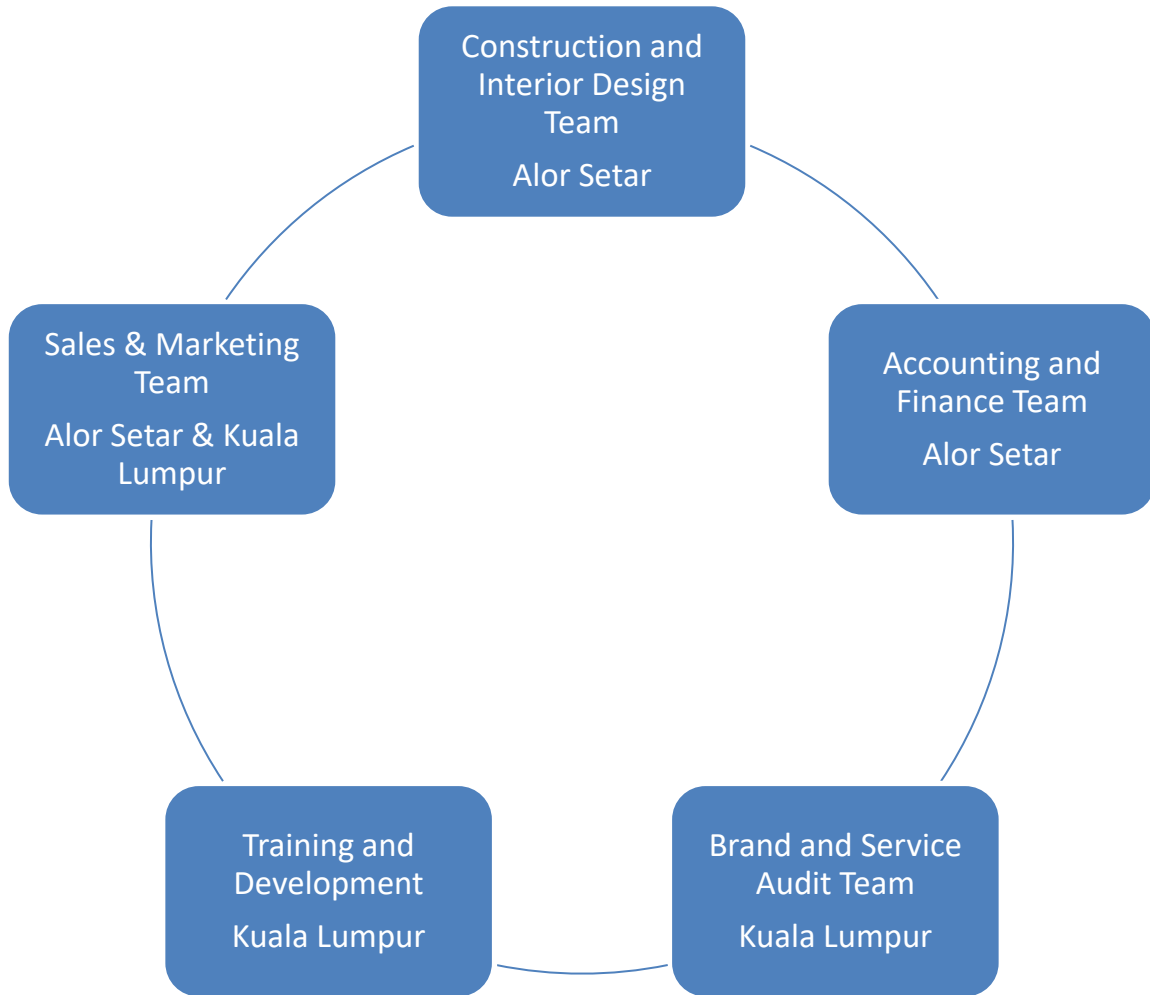 Construction and
Interior Design
Team
Alor Setar
Accounting and
Finance Team
Alor Setar
Brand and Service
Audit Team
Kuala Lumpur
Training and
Development
Kuala Lumpur
Sales & Marketing
Team
Alor Setar & Kuala
Lumpur